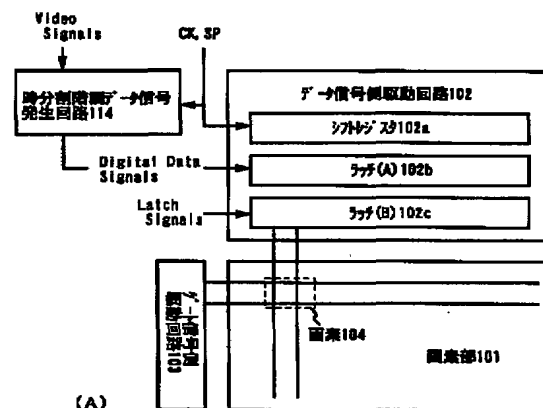 Video
Signals
CK,SP
時分割階調データ信号
発生回路114
データ信号側駆動回路102
シフトレジスタ102a
Digital Data
Signals
ラッチ(A)102b
Latch
Signals
ラッチ(B)102c
ゲート信号側
駆動回路103
画素104
画素部101
(A)